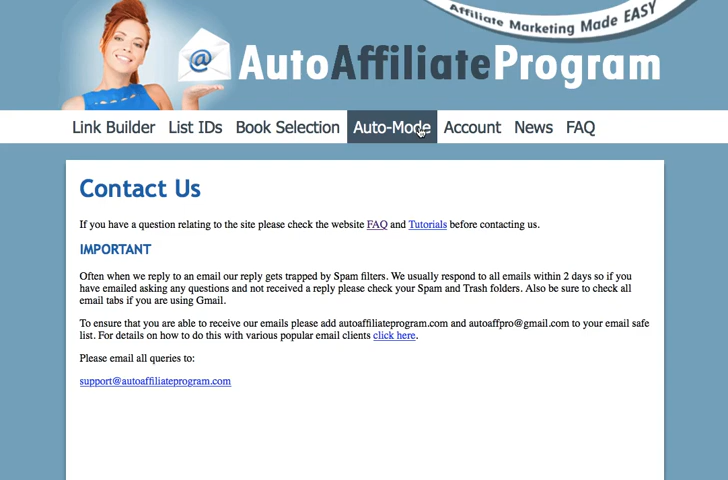 Affiliate Marketing Made EASY
@
AutoAffiliateProgram
Link Builder List IDs Book Selection Auto-Mode Account News FAQ
Contact Us
If you have a question relating to the site please check the website FAQ and Tutorials before contacting us.
IMPORTANT
Often when we reply to an email our reply gets trapped by Spam filters. We usually respond to all emails within 2 days so if you
have emailed asking any questions and not received a reply please check your Spam and Trash folders. Also be sure to check all
email tabs if you are using Gmail.
To ensure that you are able to receive our emails please add autoaffiliateprogram.com and autoaffpro@gmail.com to your email safe
list. For details on how to do this with various popular email clients click here.
Please email all queries to:
support@autoaffiliateprogram.com